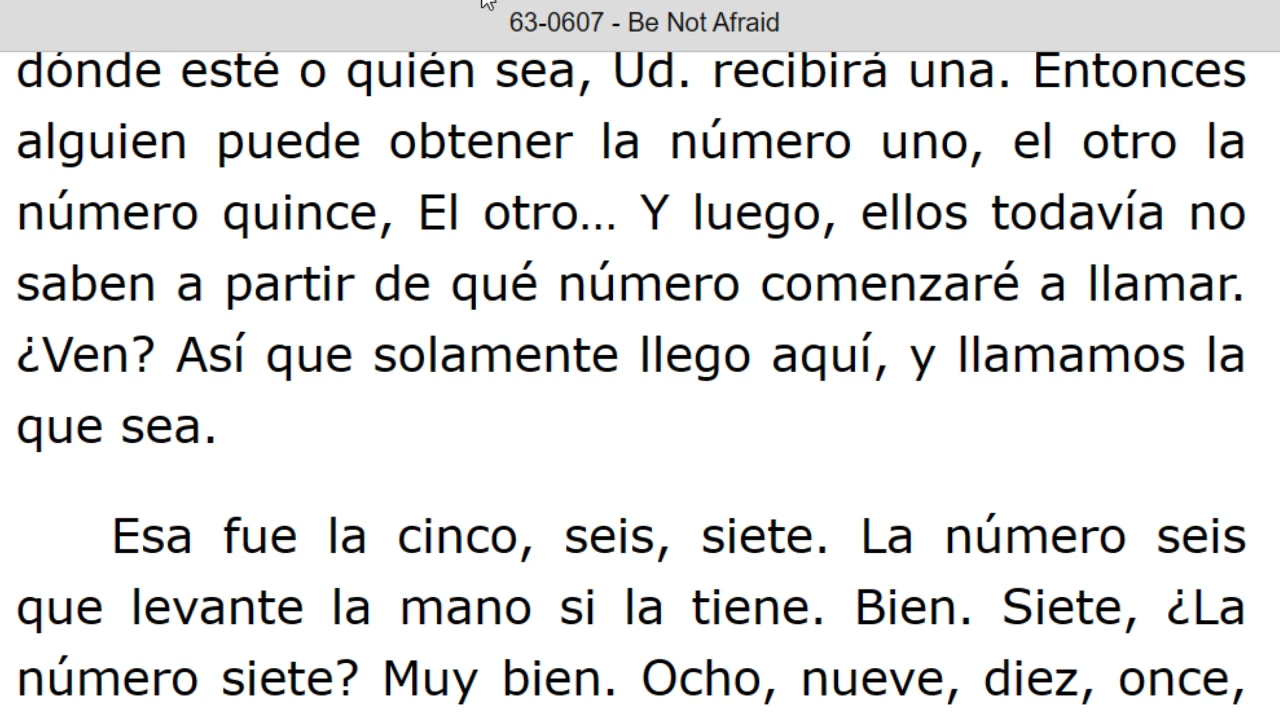 63-0607 - Be Not Afraid
dónde esté o quién sea, Ud. recibirá una. Entonces
alguien puede obtener la número uno, el otro la
número quince, El otro… Y luego, ellos todavía no
saben a partir de qué número comenzaré a llamar.
¿Ven? Así que solamente llego aquí, y llamamos la
que sea.
Esa fue la cinco, seis, siete. La número seis
que levante la mano si la tiene. Bien. Siete, ¿La
número siete? Muy bien. Ocho, nueve, diez, once,